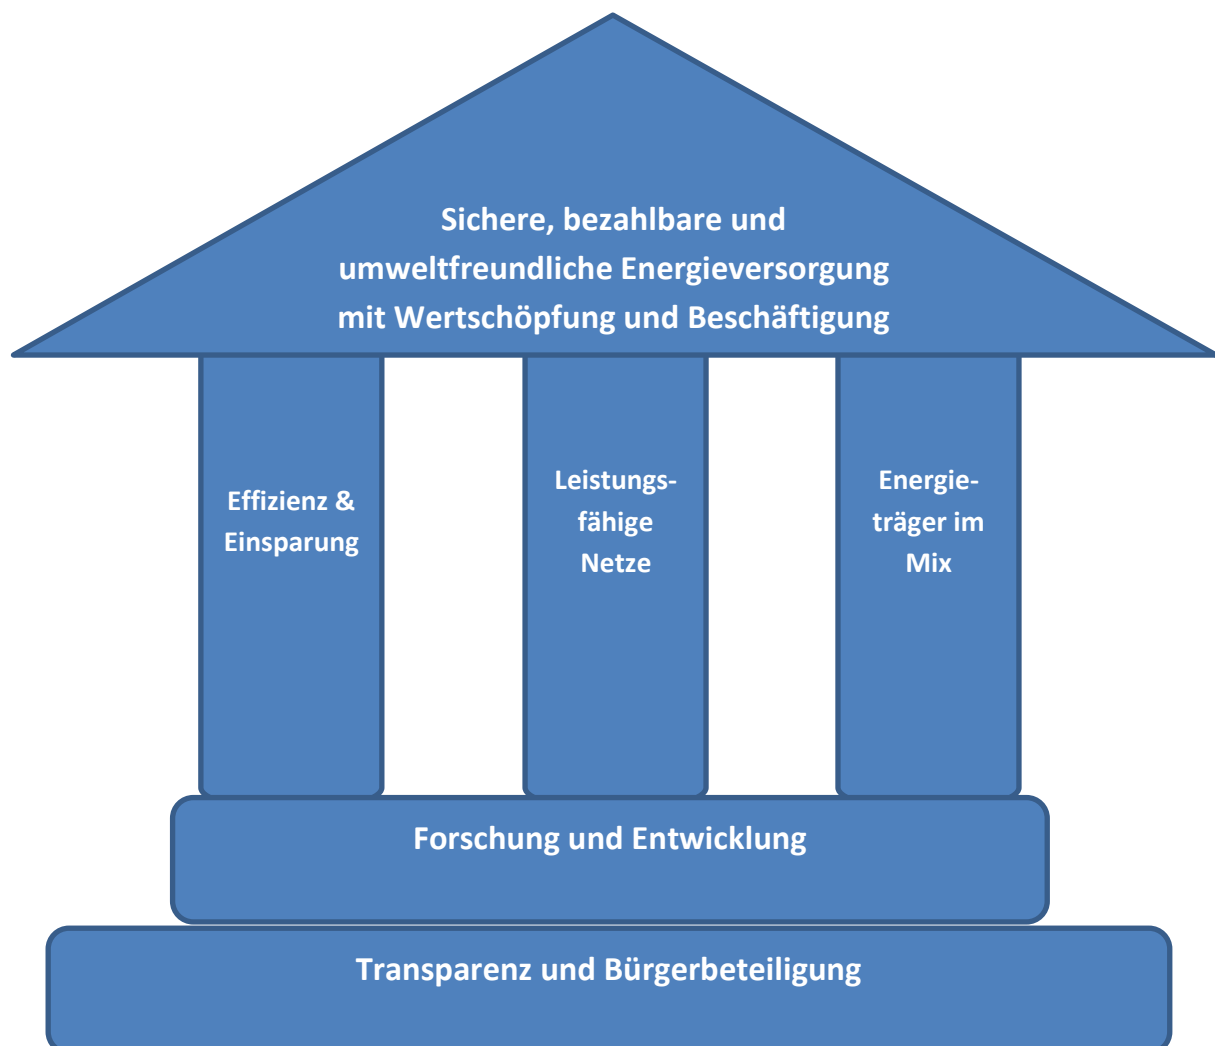 Sichere, bezahlbare und
umweltfreundliche Energieversorgung
mit Wertschöpfung und Beschäftigung
Effizienz &
Einsparung
Leistungs-
fähige
Netze
Energie-
träger im
Mix
Forschung und Entwicklung
Transparenz und Bürgerbeteiligung